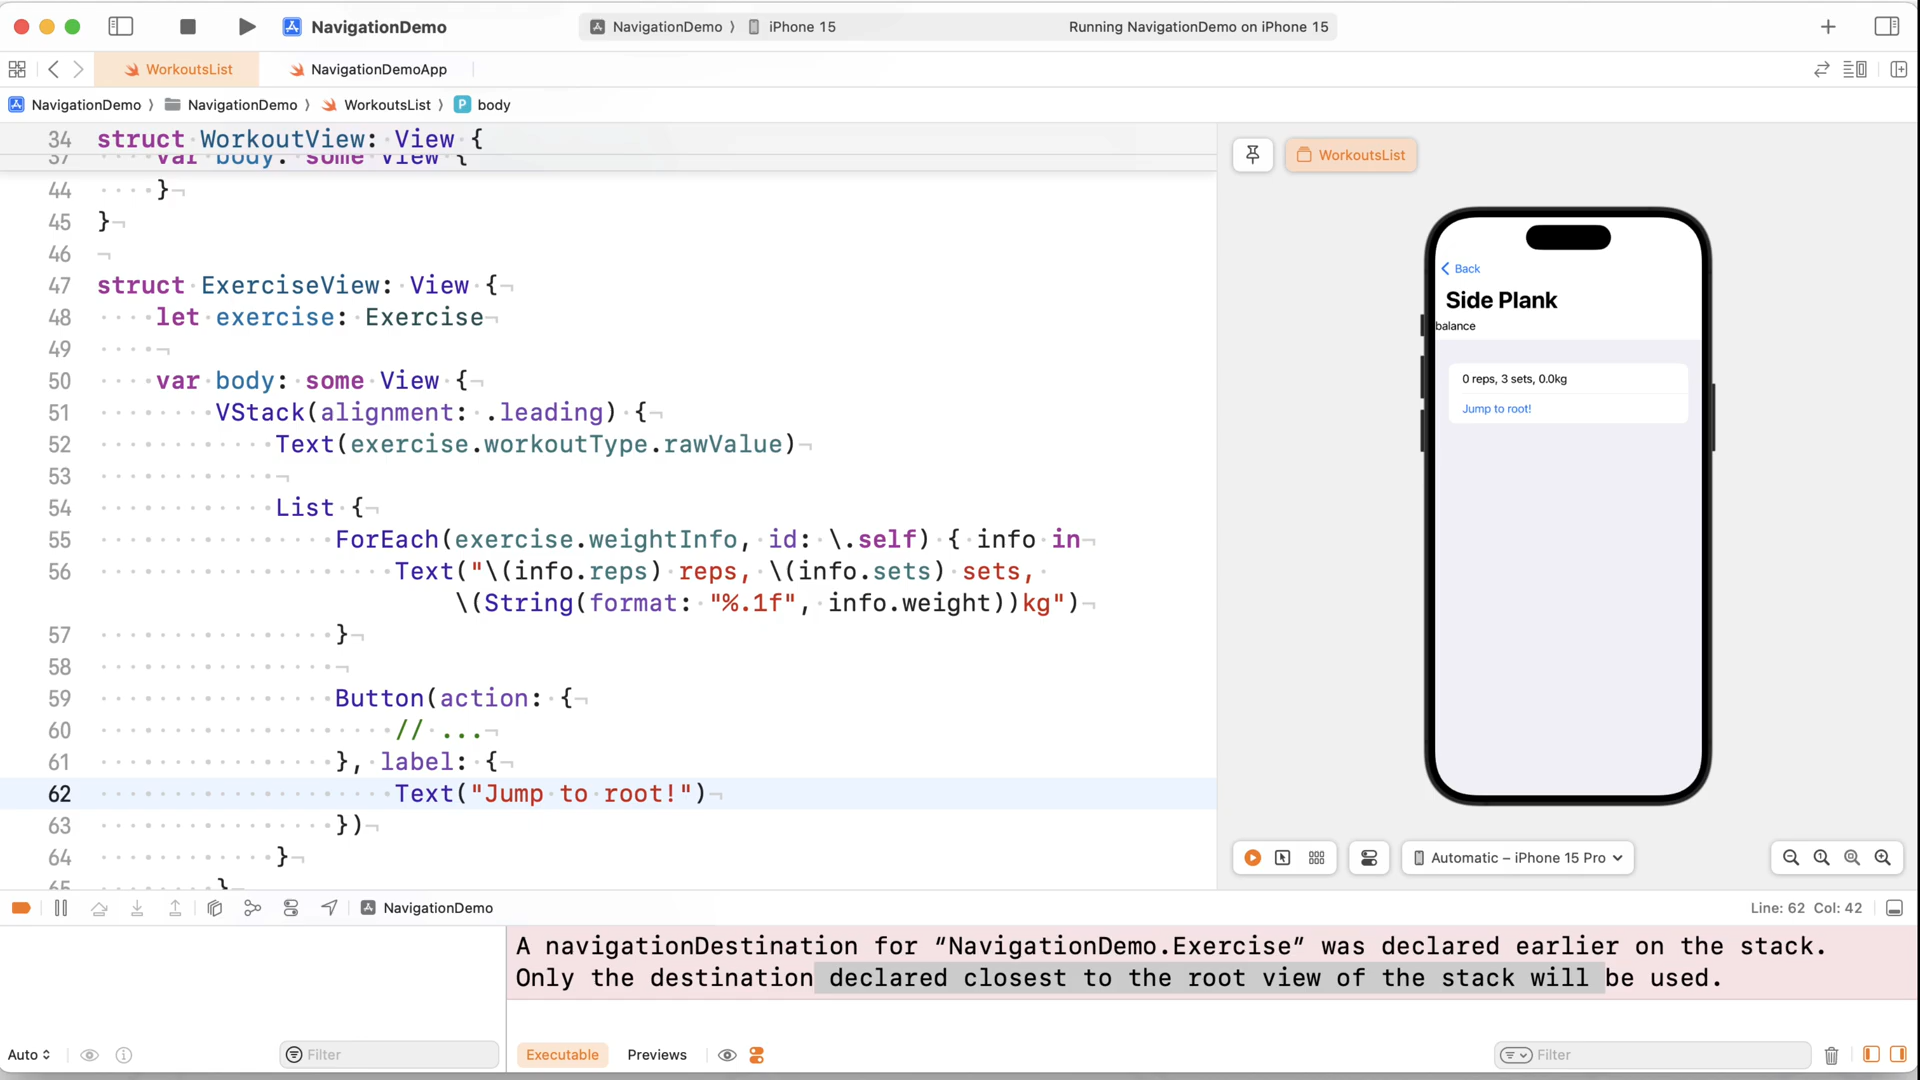 NavigationDemo
NavigationDemo 〉 iPhone 15
Running NavigationDemo on iPhone 15
WorkoutsList
NavigationDemoApp
NavigationDemo 〉 NavigationDemo 〉 WorkoutsList 〉 P body
34 struct WorkoutView: View {
37 var body: some View {
44 }
45 }
46
47 struct ExerciseView: View {
48 let exercise: Exercise
49
50 var body: some View {
51 VStack(alignment: .leading) {
52 Text(exercise.workoutType.rawValue)
53
54 List {
55 ForEach(exercise.weightInfo, id: \.self) { info in
56 Text("\(info.reps) reps, \(info.sets) sets,
\(String(format: "%.1f", info.weight))kg")
57 }
58
59 Button(action: {
60 // ...
61 }, label: {
62 Text("Jump to root!")
63 })
64 }
65 }
WorkoutsList
Back
Side Plank
balance
0 reps, 3 sets, 0.0kg
Jump to root!
Automatic – iPhone 15 Pro
NavigationDemo
Line: 62 Col: 42
A navigationDestination for “NavigationDemo.Exercise” was declared earlier on the stack.
Only the destination declared closest to the root view of the stack will be used.
Auto
Filter
Executable
Previews
Filter